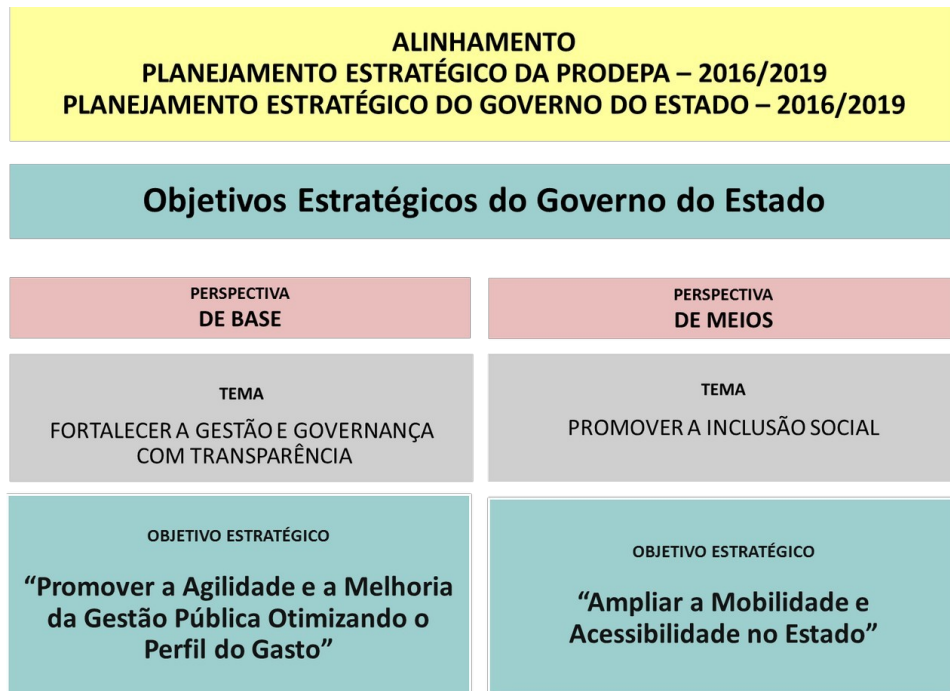 ALINHAMENTO
PLANEJAMENTO ESTRATÉGICO DA PRODEPA – 2016/2019
PLANEJAMENTO ESTRATÉGICO DO GOVERNO DO ESTADO – 2016/2019
Objetivos Estratégicos do Governo do Estado
PERSPECTIVA
DE BASE
TEMA
FORTALECER A GESTÃO E GOVERNANÇA
COM TRANSPARÊNCIA
OBJETIVO ESTRATÉGICO
“Promover a Agilidade e a Melhoria
da Gestão Pública Otimizando o
Perfil do Gasto”
PERSPECTIVA
DE MEIOS
TEMA
PROMOVER A INCLUSÃO SOCIAL
OBJETIVO ESTRATÉGICO
“Ampliar a Mobilidade e
Acessibilidade no Estado”